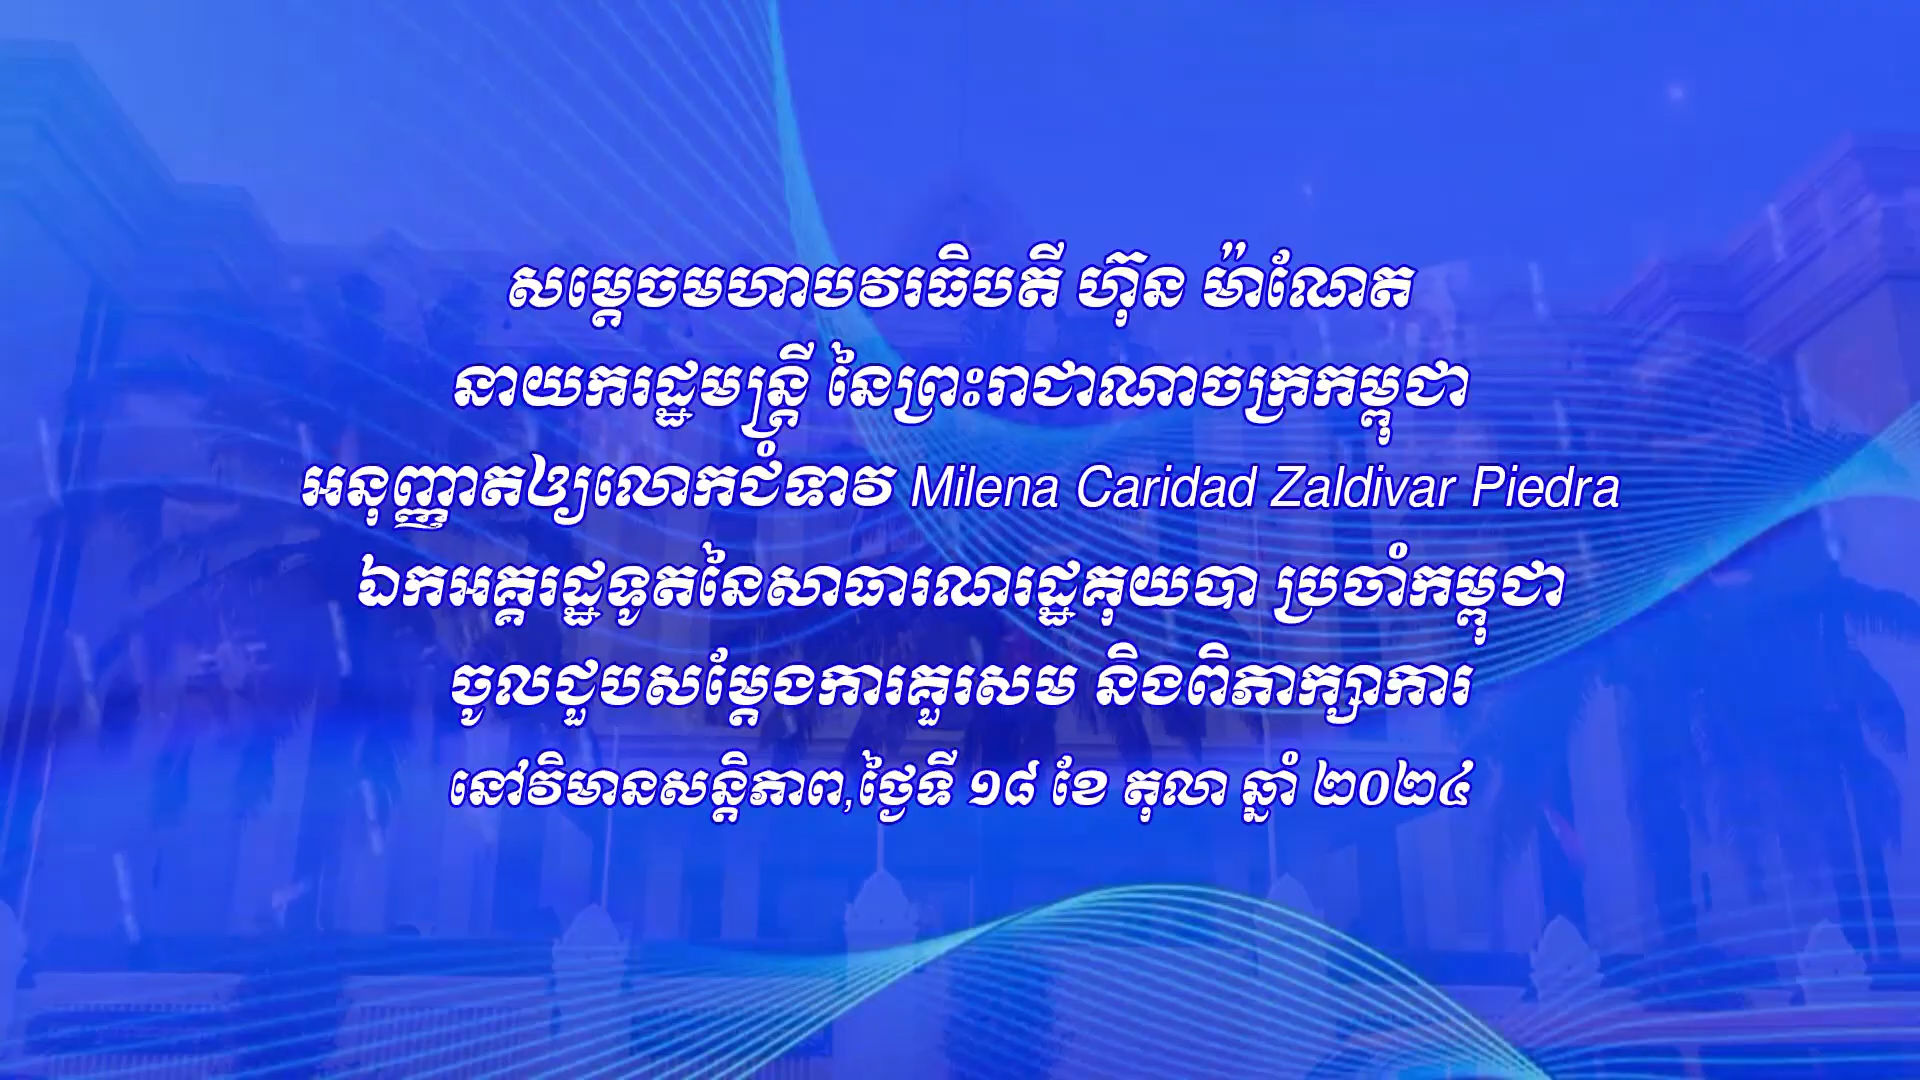 សម្ដេចមហាបវរធិបតី ហ៊ុន ម៉ាណែត
នាយករដ្ឋមន្ត្រី នៃព្រះរាជាណាចក្រកម្ពុជា
អនុញ្ញាតឲ្យលោកជំទាវ Milena Caridad Zaldivar Piedra
ឯកអគ្គរដ្ឋទូតនៃសាធារណរដ្ឋគុយបា ប្រចាំកម្ពុជា
ចូលជួបសម្ដែងការគួរសម និងពិភាក្សាការ
នៅវិមានសន្តិភាព,ថ្ងៃទី ១៨ ខែ តុលា ឆ្នាំ ២០២៤